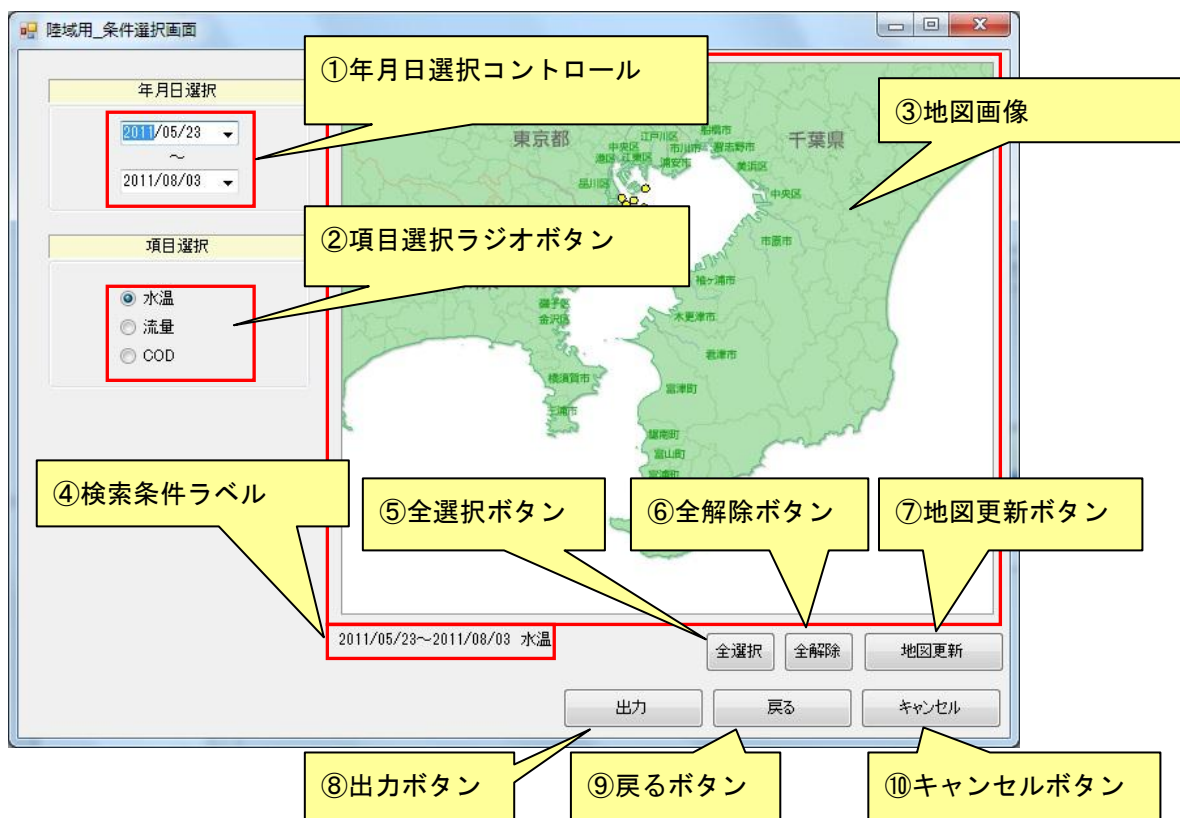 陸域用_条件選択画面
①年月日選択コントロール
年月日選択
2011/05/23
～
2011/08/03
③地図画像
東京都
江戸川区
船橋市
千葉県
中央区
市川市
習志野市
港区
江東区
浦安市
美浜区
品川区
中央区
②項目選択ラジオボタン
項目選択
市原市
袖ヶ浦市
水温
流量
COD
磯子区
金沢区
木更津市
君津市
横須賀市
富津町
三浦市
鋸南町
富山町
富浦町
④検索条件ラベル
⑤全選択ボタン
⑥全解除ボタン
⑦地図更新ボタン
2011/05/23～2011/08/03 水温
全選択
全解除
地図更新
出力
戻る
キャンセル
⑧出力ボタン
⑨戻るボタン
⑩キャンセルボタン